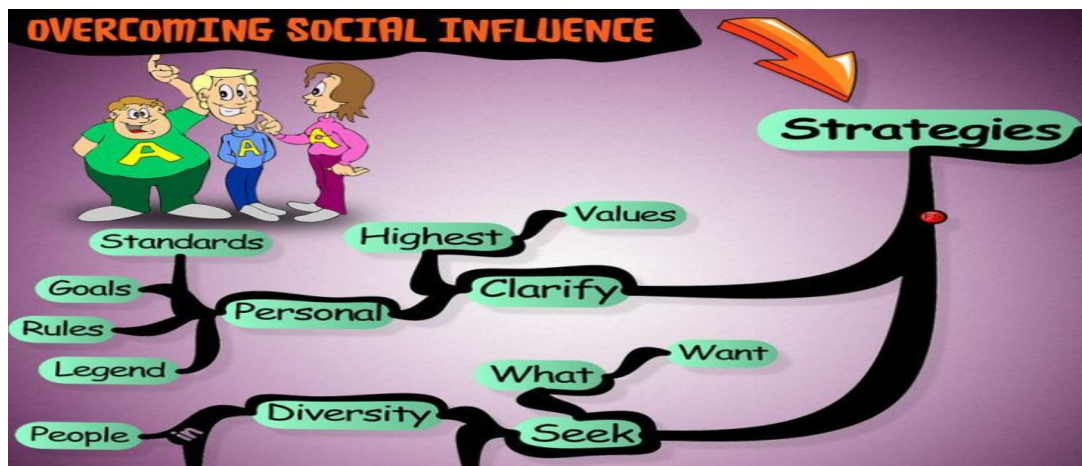 OVERCOMING SOCIAL INFLUENCE
Strategies
A
A
A
Values
Highest
Standards
Clarify
Goals
Personal
Rules
Legend
Want
What
Diversity
Seek
People
in